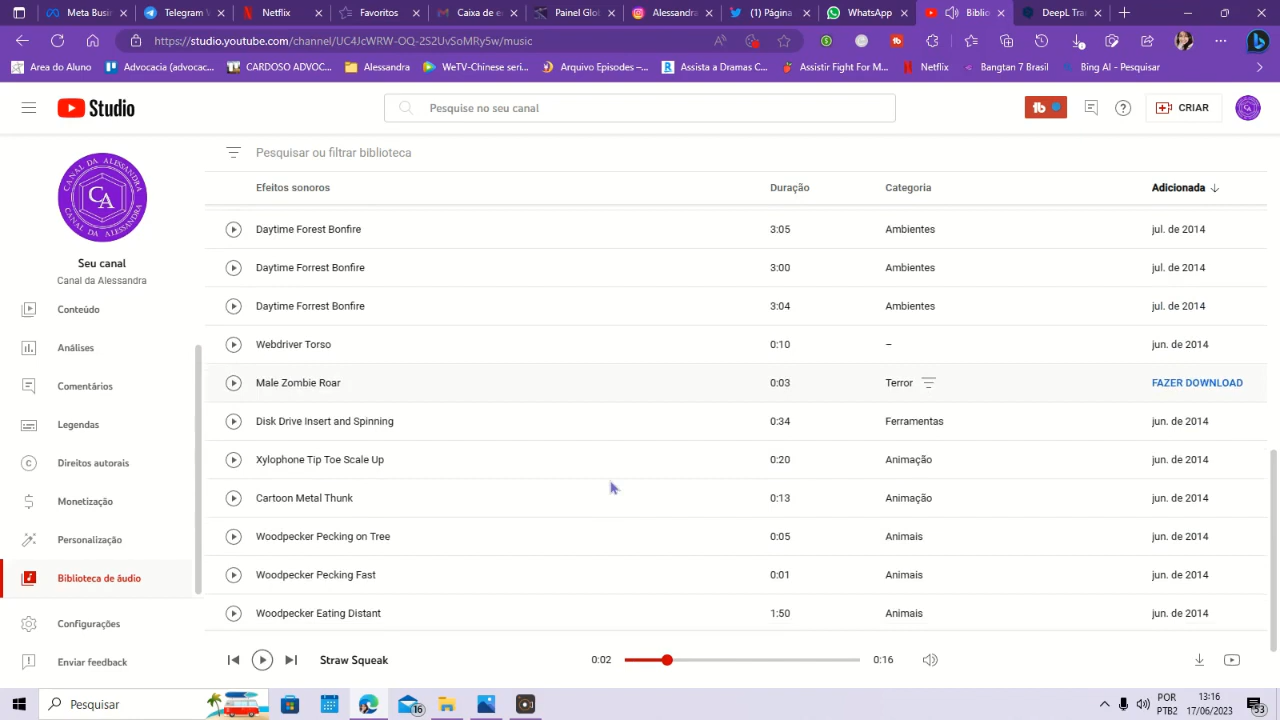 Meta Busi
Telegram W
Netflix
Favoritos
Caixa de e
Painel Glo
Alessandra
(1) Página
WhatsApp
Biblio
DeepL Tra
https://studio.youtube.com/channel/UC4JcWRW-OQ-2S2UvSoMRy5w/music
Área do Aluno
Advocacia (advocac...
CARDOSO ADVOC...
Alessandra
WeTV-Chinese seri...
Arquivo Episodes –...
Assista a Dramas C...
Assistir Fight For M...
Netflix
Bangtan 7 Brasil
Bing AI - Pesquisar
Studio
Pesquise no seu canal
tb
CRIAR
CANAL DA ALESSANDRA
CA
CANAL DA ALESSANDRA
Seu canal
Canal da Alessandra
Conteúdo
Análises
Comentários
Legendas
Direitos autorais
Monetização
Personalização
Biblioteca de áudio
Configurações
Enviar feedback
Pesquisar ou filtrar biblioteca
Efeitos sonoros Duração Categoria Adicionada
Daytime Forest Bonfire 3:05 Ambientes jul. de 2014
Daytime Forrest Bonfire 3:00 Ambientes jul. de 2014
Daytime Forrest Bonfire 3:04 Ambientes jul. de 2014
Webdriver Torso 0:10 – jun. de 2014
Male Zombie Roar 0:03 Terror FAZER DOWNLOAD
Disk Drive Insert and Spinning 0:34 Ferramentas jun. de 2014
Xylophone Tip Toe Scale Up 0:20 Animação jun. de 2014
Cartoon Metal Thunk 0:13 Animação jun. de 2014
Woodpecker Pecking on Tree 0:05 Animais jun. de 2014
Woodpecker Pecking Fast 0:01 Animais jun. de 2014
Woodpecker Eating Distant 1:50 Animais jun. de 2014
Straw Squeak 0:02 0:16
Pesquisar
16
POR
PTB2
13:16
17/06/2023
53